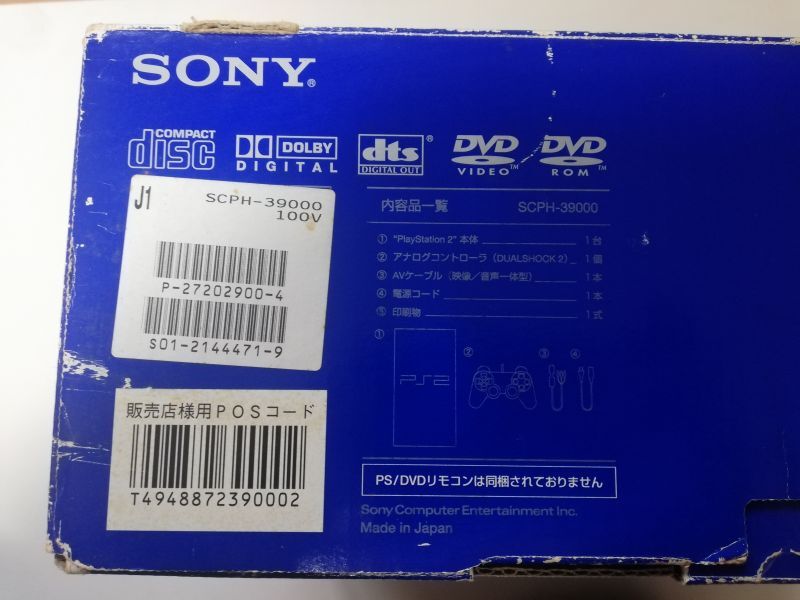 SONY®
COMPACT
disc
DOLBY
DIGITAL
dts®
DIGITAL OUT
DVD
VIDEO™
DVD
ROM™
J1
SCPH-39000
100V
P-27202900-4
S01-2144471-9
販売店様用POSコード
T4948872390002
内容品一覧 SCPH-39000
① "PlayStation 2" 本体 1台
② アナログコントローラ（DUALSHOCK 2） 1個
③ AVケーブル（映像／音声一体型） 1本
④ 電源コード 1本
⑤ 印刷物 1式
① ② ③ ④
PS2
PS/DVDリモコンは同梱されておりません
Sony Computer Entertainment Inc.
Made in Japan